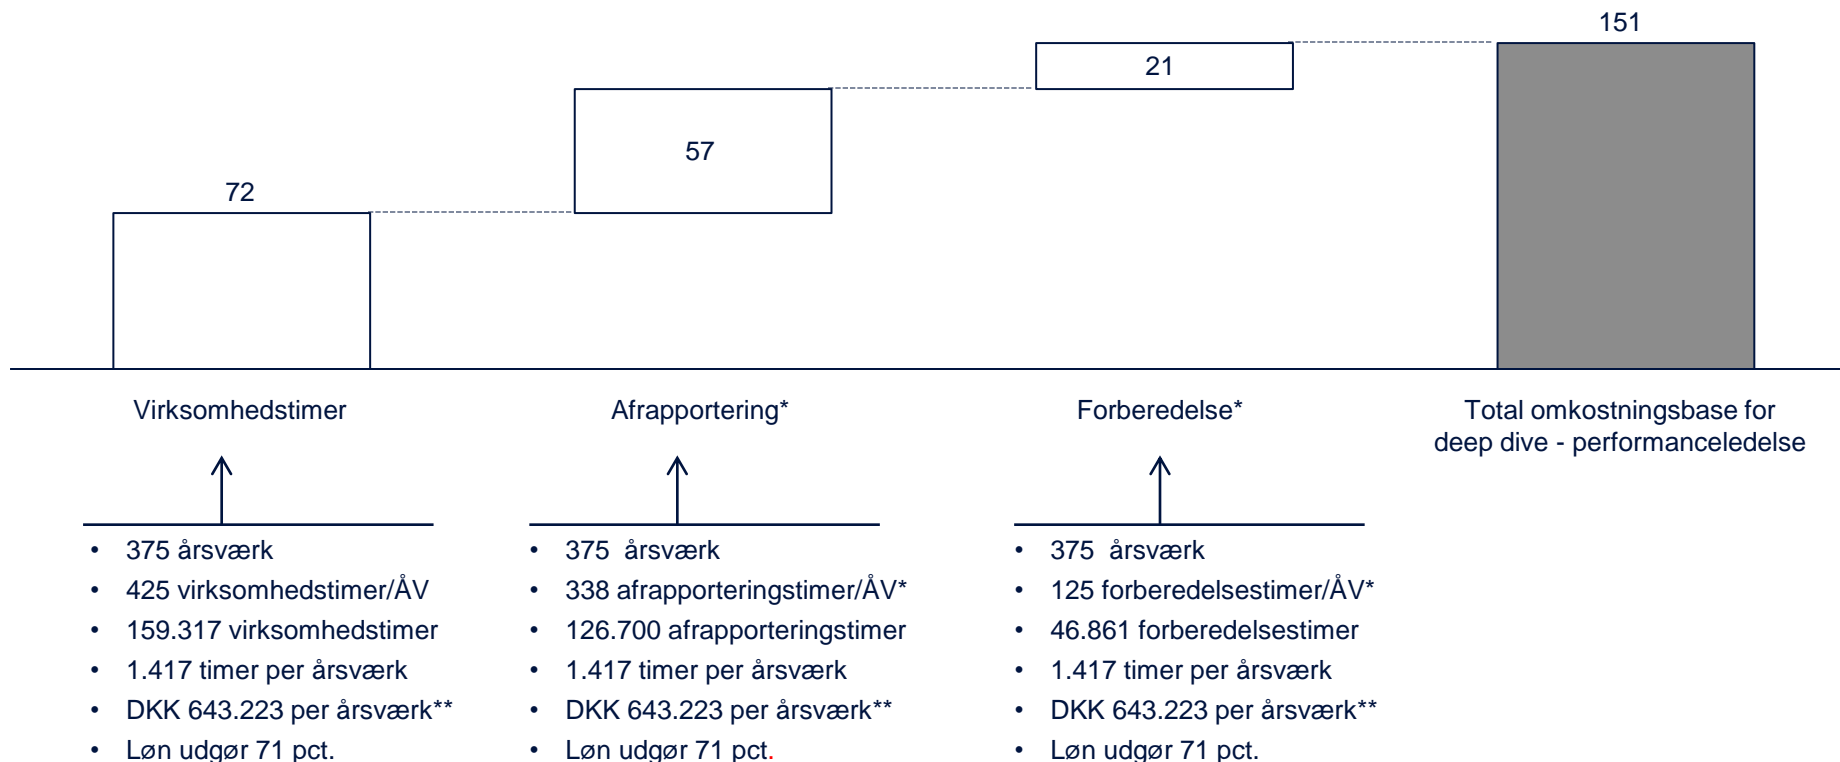 151
21
57
72
Virksomhedstimer
Afrapportering*
Forberedelse*
Total omkostningsbase for
deep dive - performanceledelse
• 375 årsværk
• 425 virksomhedstimer/ÅV
• 159.317 virksomhedstimer
• 1.417 timer per årsværk
• DKK 643.223 per årsværk**
• Løn udgør 71 pct.
• 375 årsværk
• 338 afrapporteringstimer/ÅV*
• 126.700 afrapporteringstimer
• 1.417 timer per årsværk
• DKK 643.223 per årsværk**
• Løn udgør 71 pct.
• 375 årsværk
• 125 forberedelsestimer/ÅV*
• 46.861 forberedelsestimer
• 1.417 timer per årsværk
• DKK 643.223 per årsværk**
• Løn udgør 71 pct.